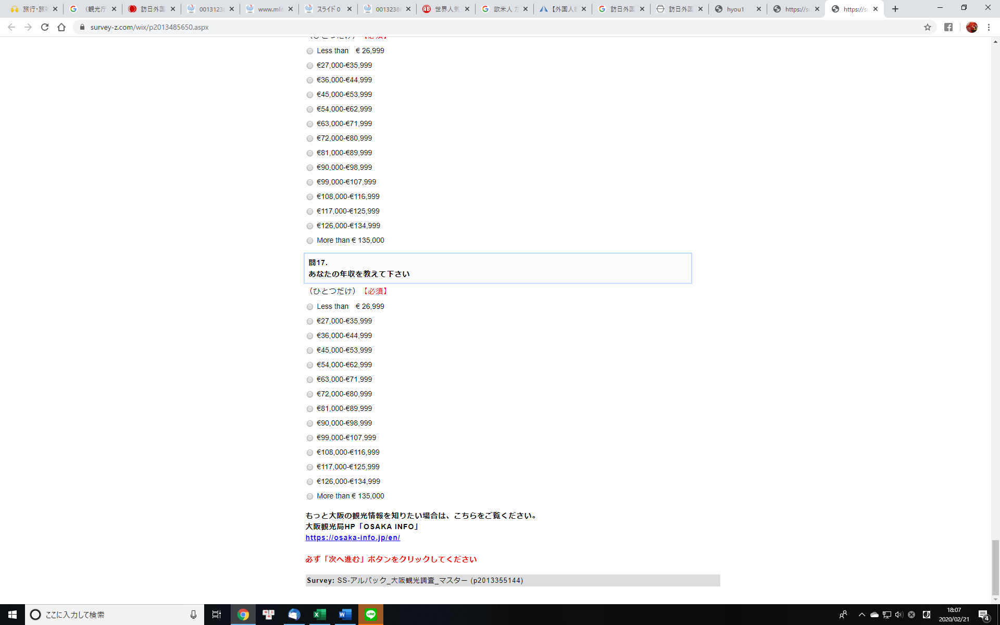 旅行・旅
（観光庁
訪日外国
0013123
www.mlit
スライド 0
0013238
世界人気
欧米人 ガ
【外国人
訪日外国
訪日外国
hyou1
https://su
https://su
survey-z.com/wix/p2013485650.aspx
（ひとつだけ）【必須】
Less than　€ 26,999
€27,000-€35,999
€36,000-€44,999
€45,000-€53,999
€54,000-€62,999
€63,000-€71,999
€72,000-€80,999
€81,000-€89,999
€90,000-€98,999
€99,000-€107,999
€108,000-€116,999
€117,000-€125,999
€126,000-€134,999
More than € 135,000
問17.
あなたの年収を教えて下さい
（ひとつだけ）【必須】
Less than　€ 26,999
€27,000-€35,999
€36,000-€44,999
€45,000-€53,999
€54,000-€62,999
€63,000-€71,999
€72,000-€80,999
€81,000-€89,999
€90,000-€98,999
€99,000-€107,999
€108,000-€116,999
€117,000-€125,999
€126,000-€134,999
More than € 135,000
もっと大阪の観光情報を知りたい場合は、こちらをご覧ください。
大阪観光局HP「OSAKA INFO」
https://osaka-info.jp/en/
必ず「次へ進む」ボタンをクリックしてください
Survey: SS-アルパック_大阪観光調査_マスター (p2013355144)
ここに入力して検索
18:07
2020/02/21
4